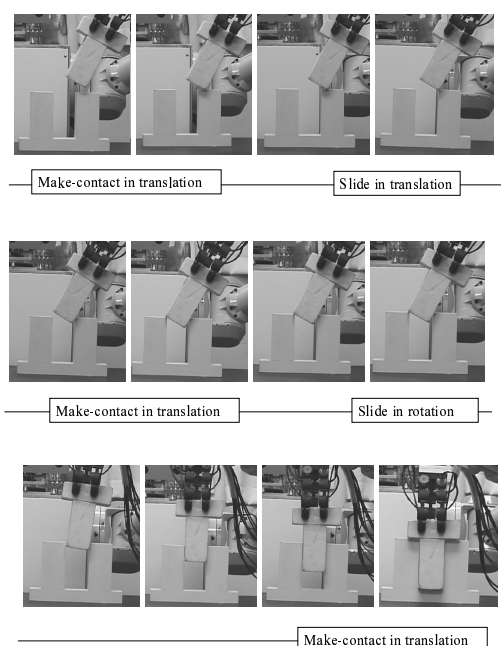 Make-contact in translation
Slide in translation
Make-contact in translation
Slide in rotation
Make-contact in translation